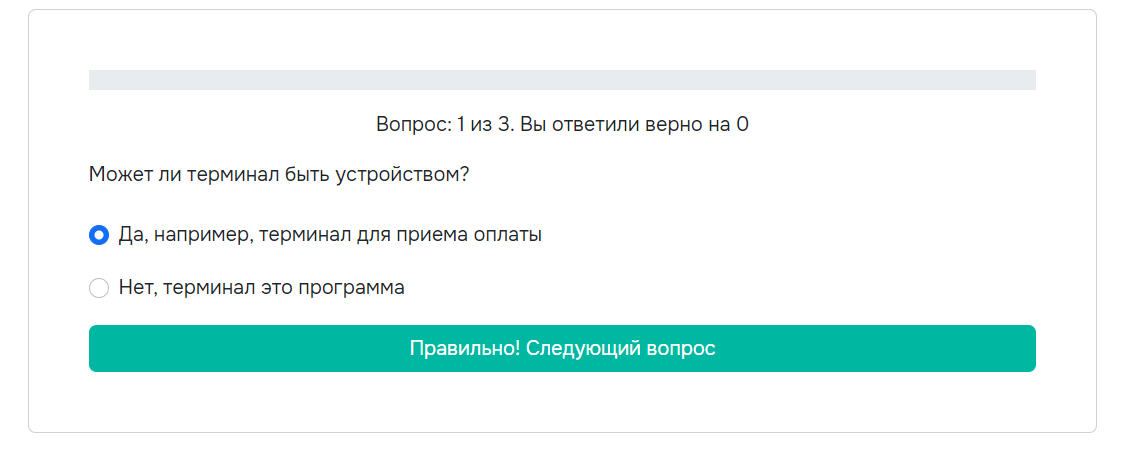 Вопрос: 1 из 3. Вы ответили верно на 0
Может ли терминал быть устройством?
Да, например, терминал для приема оплаты
Нет, терминал это программа
Правильно! Следующий вопрос